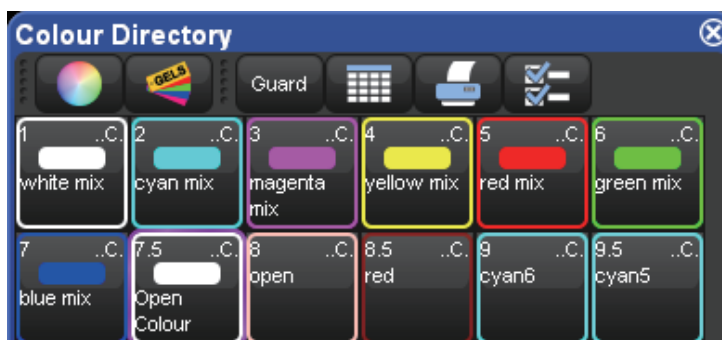 Colour Directory
GELS Guard
1 ..C. 2 ..C. 3 ..C. 4 ..C. 5 ..C. 6 ..C.
white mix cyan mix magenta mix yellow mix red mix green mix
7 ..C. 7.5 ..C. 8 ..C. 8.5 ..C. 9 ..C. 9.5 ..C.
blue mix Open Colour open red cyan6 cyan5